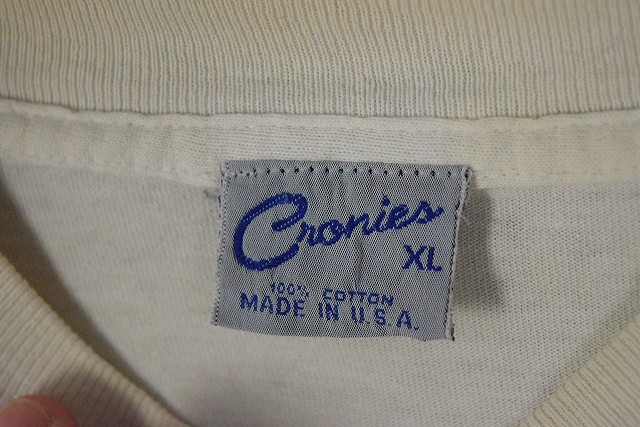 Cronies
XL
100% COTTON
MADE IN U.S.A.